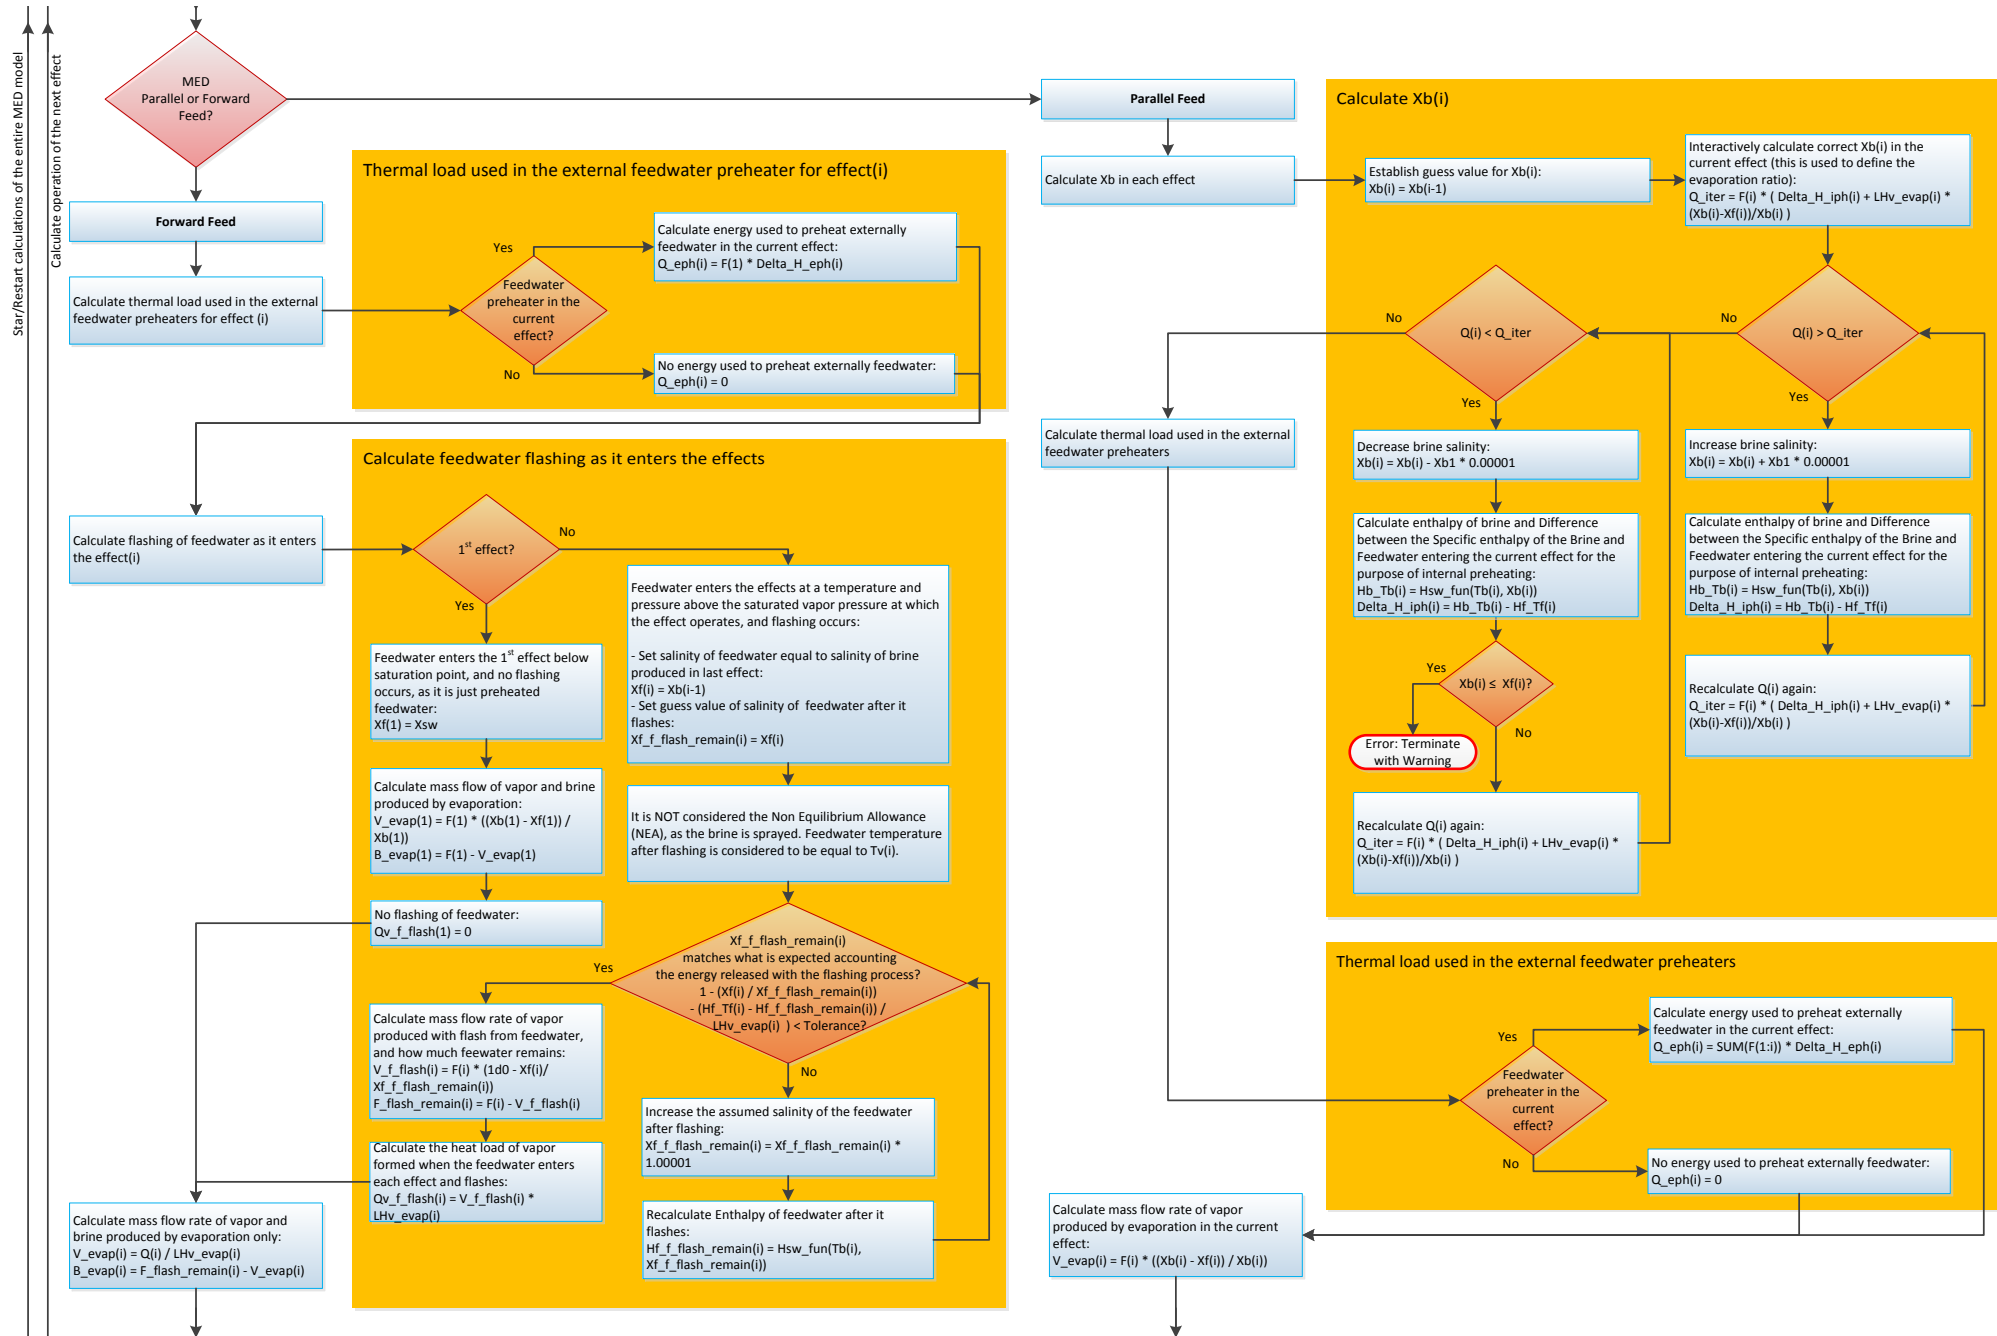 Star/Restart calculations of the entire MED model
Calculate operation of the next effect
MED
Parallel or Forward
Feed?
Forward Feed
Calculate thermal load used in the external
feedwater preheaters for effect (i)
Thermal load used in the external feedwater preheater for effect(i)
Feedwater
preheater in the
current
effect?
Yes
Calculate energy used to preheat externally
feedwater in the current effect:
Q_eph(i) = F(1) * Delta_H_eph(i)
No
No energy used to preheat externally feedwater:
Q_eph(i) = 0
Calculate flashing of feedwater as it enters
the effect(i)
Calculate feedwater flashing as it enters the effects
1st effect?
No
Yes
Feedwater enters the 1st effect below
saturation point, and no flashing
occurs, as it is just preheated
feedwater:
Xf(1) = Xsw
Calculate mass flow of vapor and brine
produced by evaporation:
V_evap(1) = F(1) * ((Xb(1) - Xf(1)) /
Xb(1))
B_evap(1) = F(1) - V_evap(1)
No flashing of feedwater:
Qv_f_flash(1) = 0
Feedwater enters the effects at a temperature and
pressure above the saturated vapor pressure at which
the effect operates, and flashing occurs:
- Set salinity of feedwater equal to salinity of brine
produced in last effect:
Xf(i) = Xb(i-1)
- Set guess value of salinity of feedwater after it
flashes:
Xf_f_flash_remain(i) = Xf(i)
It is NOT considered the Non Equilibrium Allowance
(NEA), as the brine is sprayed. Feedwater temperature
after flashing is considered to be equal to Tv(i).
Xf_f_flash_remain(i)
matches what is expected accounting
the energy released with the flashing process?
1 - (Xf(i) / Xf_f_flash_remain(i))
- (Hf_Tf(i) - Hf_f_flash_remain(i)) /
LHv_evap(i) ) < Tolerance?
Yes
No
Calculate mass flow rate of vapor
produced with flash from feedwater,
and how much feewater remains:
V_f_flash(i) = F(i) * (1d0 - Xf(i)/
Xf_f_flash_remain(i))
F_flash_remain(i) = F(i) - V_f_flash(i)
Calculate the heat load of vapor
formed when the feedwater enters
each effect and flashes:
Qv_f_flash(i) = V_f_flash(i) *
LHv_evap(i)
Increase the assumed salinity of the feedwater
after flashing:
Xf_f_flash_remain(i) = Xf_f_flash_remain(i) *
1.00001
Recalculate Enthalpy of feedwater after it
flashes:
Hf_f_flash_remain(i) = Hsw_fun(Tb(i),
Xf_f_flash_remain(i))
Calculate mass flow rate of vapor and
brine produced by evaporation only:
V_evap(i) = Q(i) / LHv_evap(i)
B_evap(i) = F_flash_remain(i) - V_evap(i)
Parallel Feed
Calculate Xb in each effect
Calculate Xb(i)
Establish guess value for Xb(i):
Xb(i) = Xb(i-1)
Interactively calculate correct Xb(i) in the
current effect (this is used to define the
evaporation ratio):
Q_iter = F(i) * ( Delta_H_iph(i) + LHv_evap(i) *
(Xb(i)-Xf(i))/Xb(i) )
Q(i) > Q_iter
No
Yes
Q(i) < Q_iter
No
Yes
Increase brine salinity:
Xb(i) = Xb(i) + Xb1 * 0.00001
Calculate enthalpy of brine and Difference
between the Specific enthalpy of the Brine and
Feedwater entering the current effect for the
purpose of internal preheating:
Hb_Tb(i) = Hsw_fun(Tb(i), Xb(i))
Delta_H_iph(i) = Hb_Tb(i) - Hf_Tf(i)
Recalculate Q(i) again:
Q_iter = F(i) * ( Delta_H_iph(i) + LHv_evap(i) *
(Xb(i)-Xf(i))/Xb(i) )
Decrease brine salinity:
Xb(i) = Xb(i) - Xb1 * 0.00001
Calculate enthalpy of brine and Difference
between the Specific enthalpy of the Brine and
Feedwater entering the current effect for the
purpose of internal preheating:
Hb_Tb(i) = Hsw_fun(Tb(i), Xb(i))
Delta_H_iph(i) = Hb_Tb(i) - Hf_Tf(i)
Xb(i) ≤ Xf(i)?
Yes
No
Error: Terminate
with Warning
Recalculate Q(i) again:
Q_iter = F(i) * ( Delta_H_iph(i) + LHv_evap(i) *
(Xb(i)-Xf(i))/Xb(i) )
Calculate thermal load used in the external
feedwater preheaters
Thermal load used in the external feedwater preheaters
Feedwater
preheater in the
current
effect?
Yes
Calculate energy used to preheat externally
feedwater in the current effect:
Q_eph(i) = SUM(F(1:i)) * Delta_H_eph(i)
No
No energy used to preheat externally feedwater:
Q_eph(i) = 0
Calculate mass flow rate of vapor
produced by evaporation in the current
effect:
V_evap(i) = F(i) * ((Xb(i) - Xf(i)) / Xb(i))